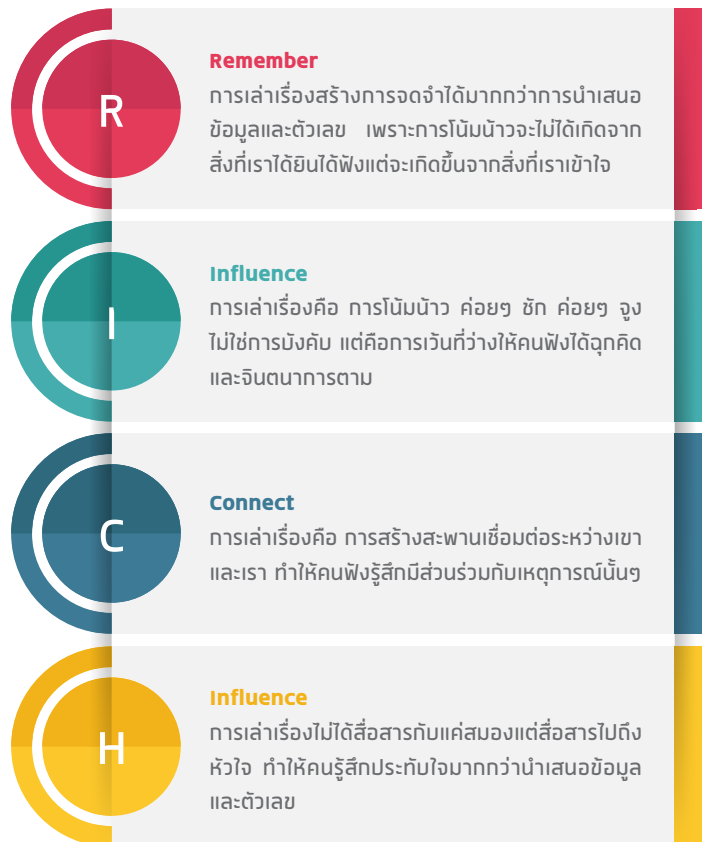 R
Remember
การเล่าเรื่องสร้างการจดจำได้มากกว่าการนำเสนอ
ข้อมูลและตัวเลข เพราะการโน้มน้าวจะไม่ได้เกิดจาก
สิ่งที่เราได้ยินได้ฟังแต่จะเกิดขึ้นจากสิ่งที่เราเข้าใจ
I
Influence
การเล่าเรื่องคือ การโน้มน้าว ค่อยๆ ชัก ค่อยๆ จูง
ไม่ใช่การบังคับ แต่คือการเว้นที่ว่างให้คนฟังได้ฉุกคิด
และจินตนาการตาม
C
Connect
การเล่าเรื่องคือ การสร้างสะพานเชื่อมต่อระหว่างเขา
และเรา ทำให้คนฟังรู้สึกมีส่วนร่วมกับเหตุการณ์นั้นๆ
H
Influence
การเล่าเรื่องไม่ได้สื่อสารกับแค่สมองแต่สื่อสารไปถึง
หัวใจ ทำให้คนรู้สึกประทับใจมากกว่านำเสนอข้อมูล
และตัวเลข